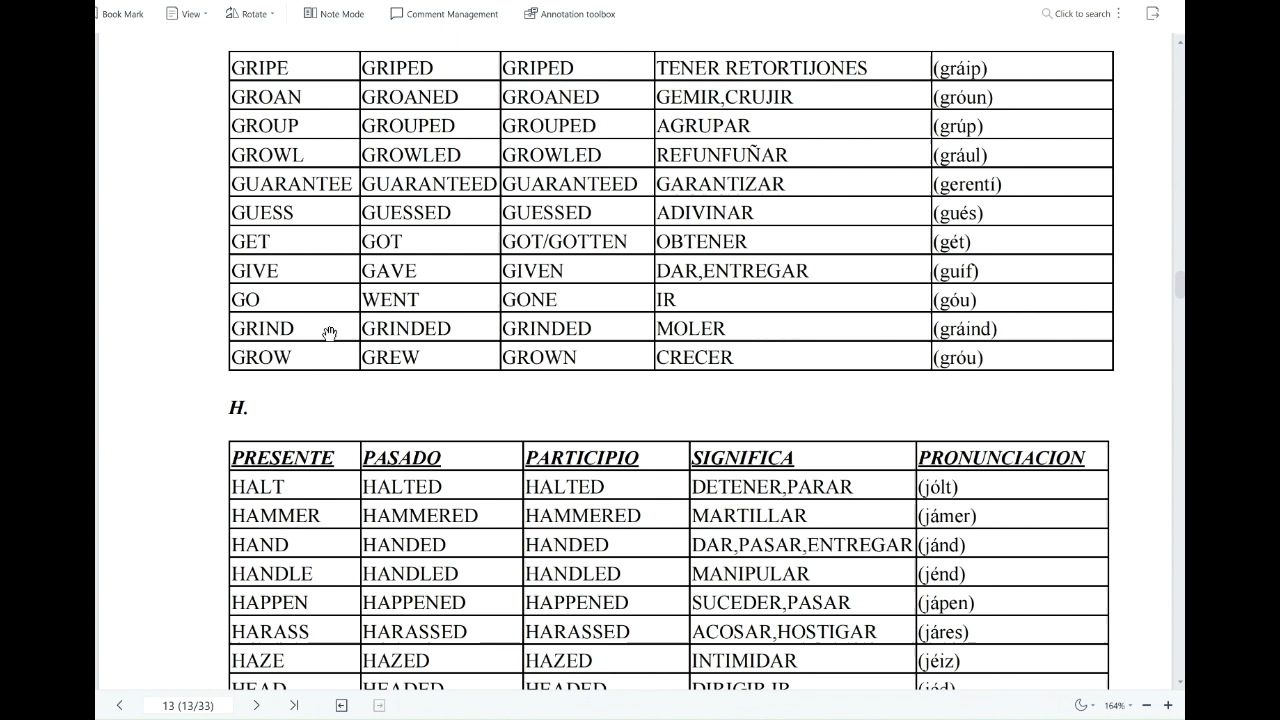 Book Mark View Rotate Note Mode Comment Management Annotation toolbox Click to search
GRIPE GRIPED GRIPED TENER RETORTIJONES (gráip)
GROAN GROANED GROANED GEMIR,CRUJIR (gróun)
GROUP GROUPED GROUPED AGRUPAR (grúp)
GROWL GROWLED GROWLED REFUNFUÑAR (grául)
GUARANTEE GUARANTEED GUARANTEED GARANTIZAR (gerentí)
GUESS GUESSED GUESSED ADIVINAR (gués)
GET GOT GOT/GOTTEN OBTENER (gét)
GIVE GAVE GIVEN DAR,ENTREGAR (guíf)
GO WENT GONE IR (góu)
GRIND GRINDED GRINDED MOLER (gráind)
GROW GREW GROWN CRECER (gróu)
H.
PRESENTE PASADO PARTICIPIO SIGNIFICA PRONUNCIACION
HALT HALTED HALTED DETENER,PARAR (jólt)
HAMMER HAMMERED HAMMERED MARTILLAR (jámer)
HAND HANDED HANDED DAR,PASAR,ENTREGAR (jánd)
HANDLE HANDLED HANDLED MANIPULAR (jénd)
HAPPEN HAPPENED HAPPENED SUCEDER,PASAR (jápen)
HARASS HARASSED HARASSED ACOSAR,HOSTIGAR (járes)
HAZE HAZED HAZED INTIMIDAR (jéiz)
HEAD HEADED HEADED DIRIGIR,IR (jéd)
13 (13/33) 164%